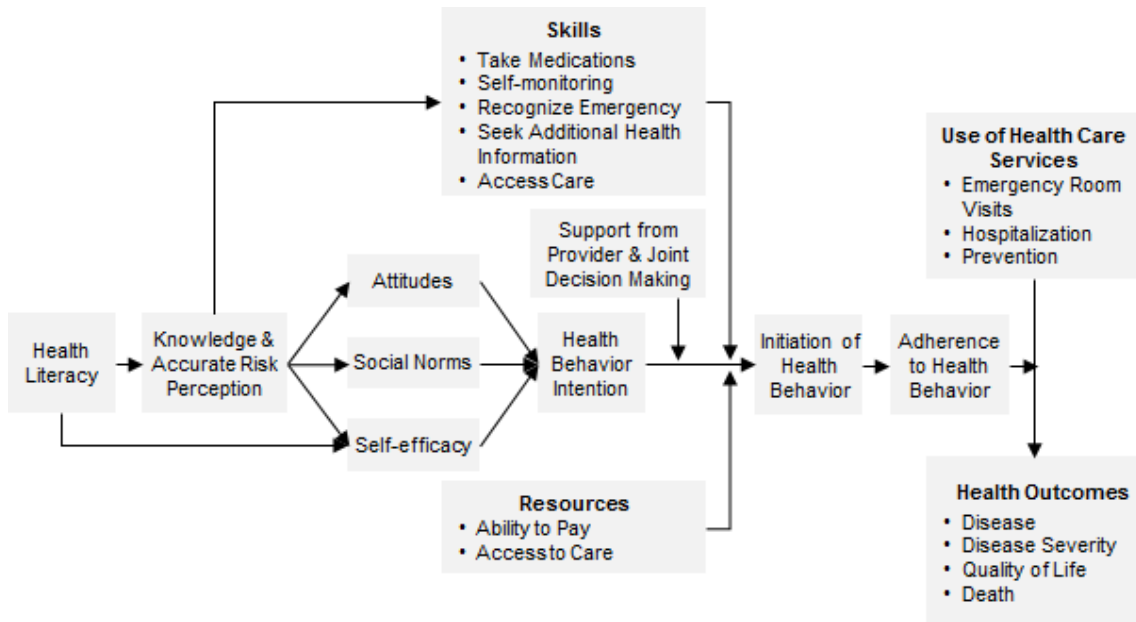 Skills
• Take Medications
• Self-monitoring
• Recognize Emergency
• Seek Additional Health
Information
• Access Care
Use of Health Care
Services
• Emergency Room
Visits
• Hospitalization
• Prevention
Support from
Provider & Joint
Decision Making
Attitudes
Health
Literacy
Knowledge &
Accurate Risk
Perception
Social Norms
Health
Behavior
Intention
Initiation of
Health
Behavior
Adherence
to Health
Behavior
Self-efficacy
Resources
• Ability to Pay
• Access to Care
Health Outcomes
• Disease
• Disease Severity
• Quality of Life
• Death